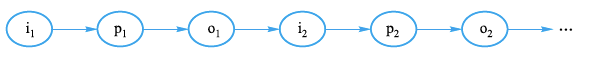 i₁ p₁ o₁ i₂ p₂ o₂ ···